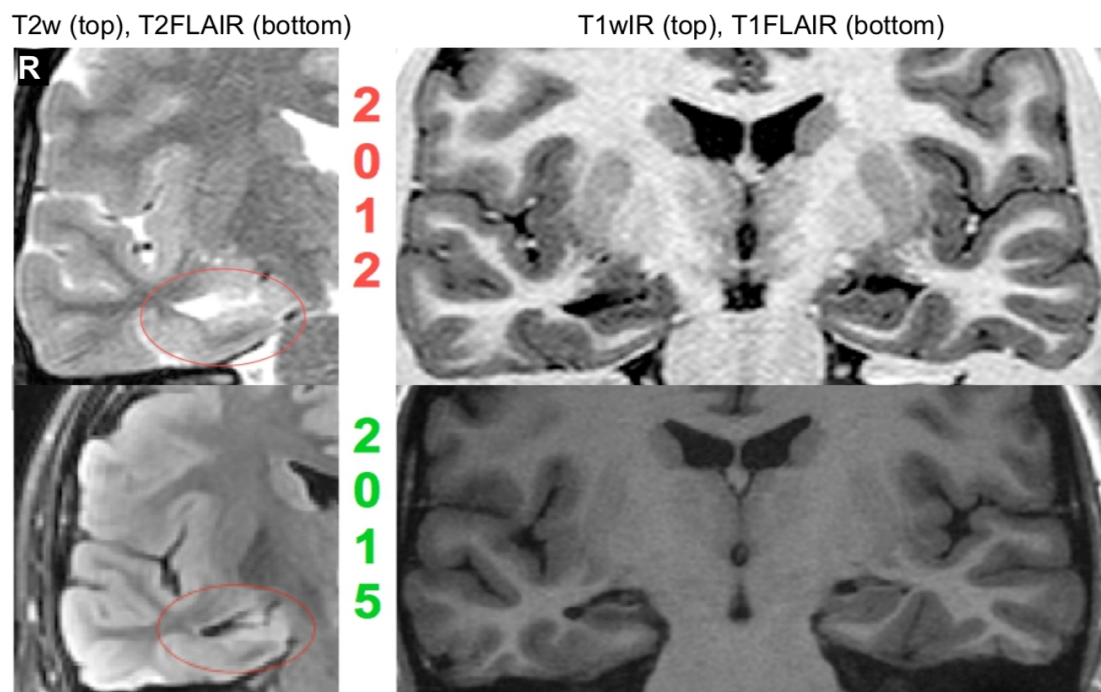 T2w (top), T2FLAIR (bottom)
T1wIR (top), T1FLAIR (bottom)
R
2
0
1
2
2
0
1
5